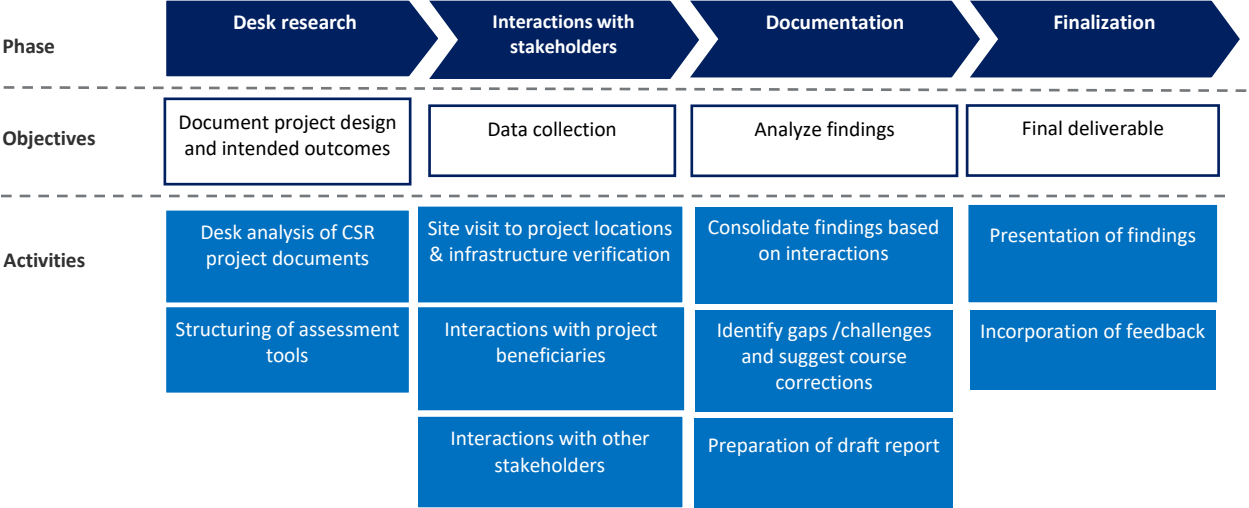 Phase
Desk research
Interactions with
stakeholders
Documentation
Finalization
Objectives
Document project design
and intended outcomes
Data collection
Analyze findings
Final deliverable
Activities
Desk analysis of CSR
project documents
Site visit to project locations
& infrastructure verification
Consolidate findings based
on interactions
Presentation of findings
Structuring of assessment
tools
Interactions with project
beneficiaries
Identify gaps /challenges
and suggest course
corrections
Incorporation of feedback
Interactions with other
stakeholders
Preparation of draft report